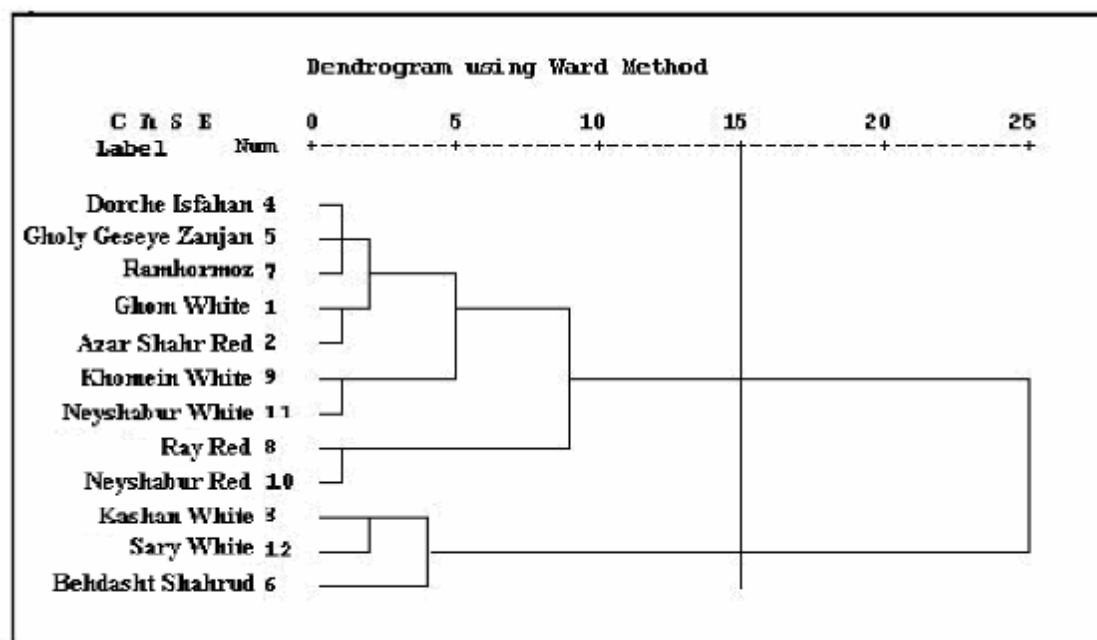 Dendrogram using Ward Method
C A S E 0 5 10 15 20 25
Label Num
Dorche Isfahan 4
Gholy Geseye Zanjan 5
Ramhormoz 7
Ghom White 1
Azar Shahr Red 2
Khomein White 9
Neyshabur White 11
Ray Red 8
Neyshabur Red 10
Kashan White 3
Sary White 12
Behdasht Shahrud 6